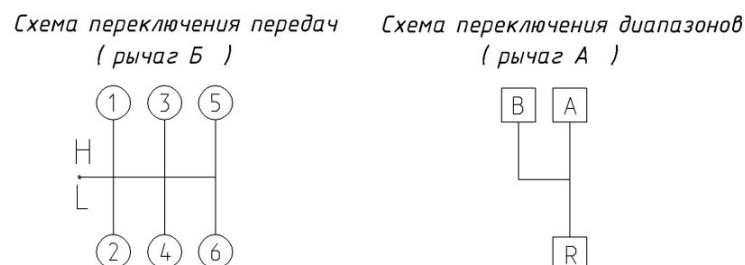 Схема переключения передач
( рычаг Б )
1 3 5
H
L
2 4 6
Схема переключения диапазонов
( рычаг А )
В А
R